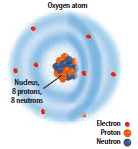 Oxygen atom
Nucleus,
8 protons,
8 neutrons
Electron
Proton
Neutron